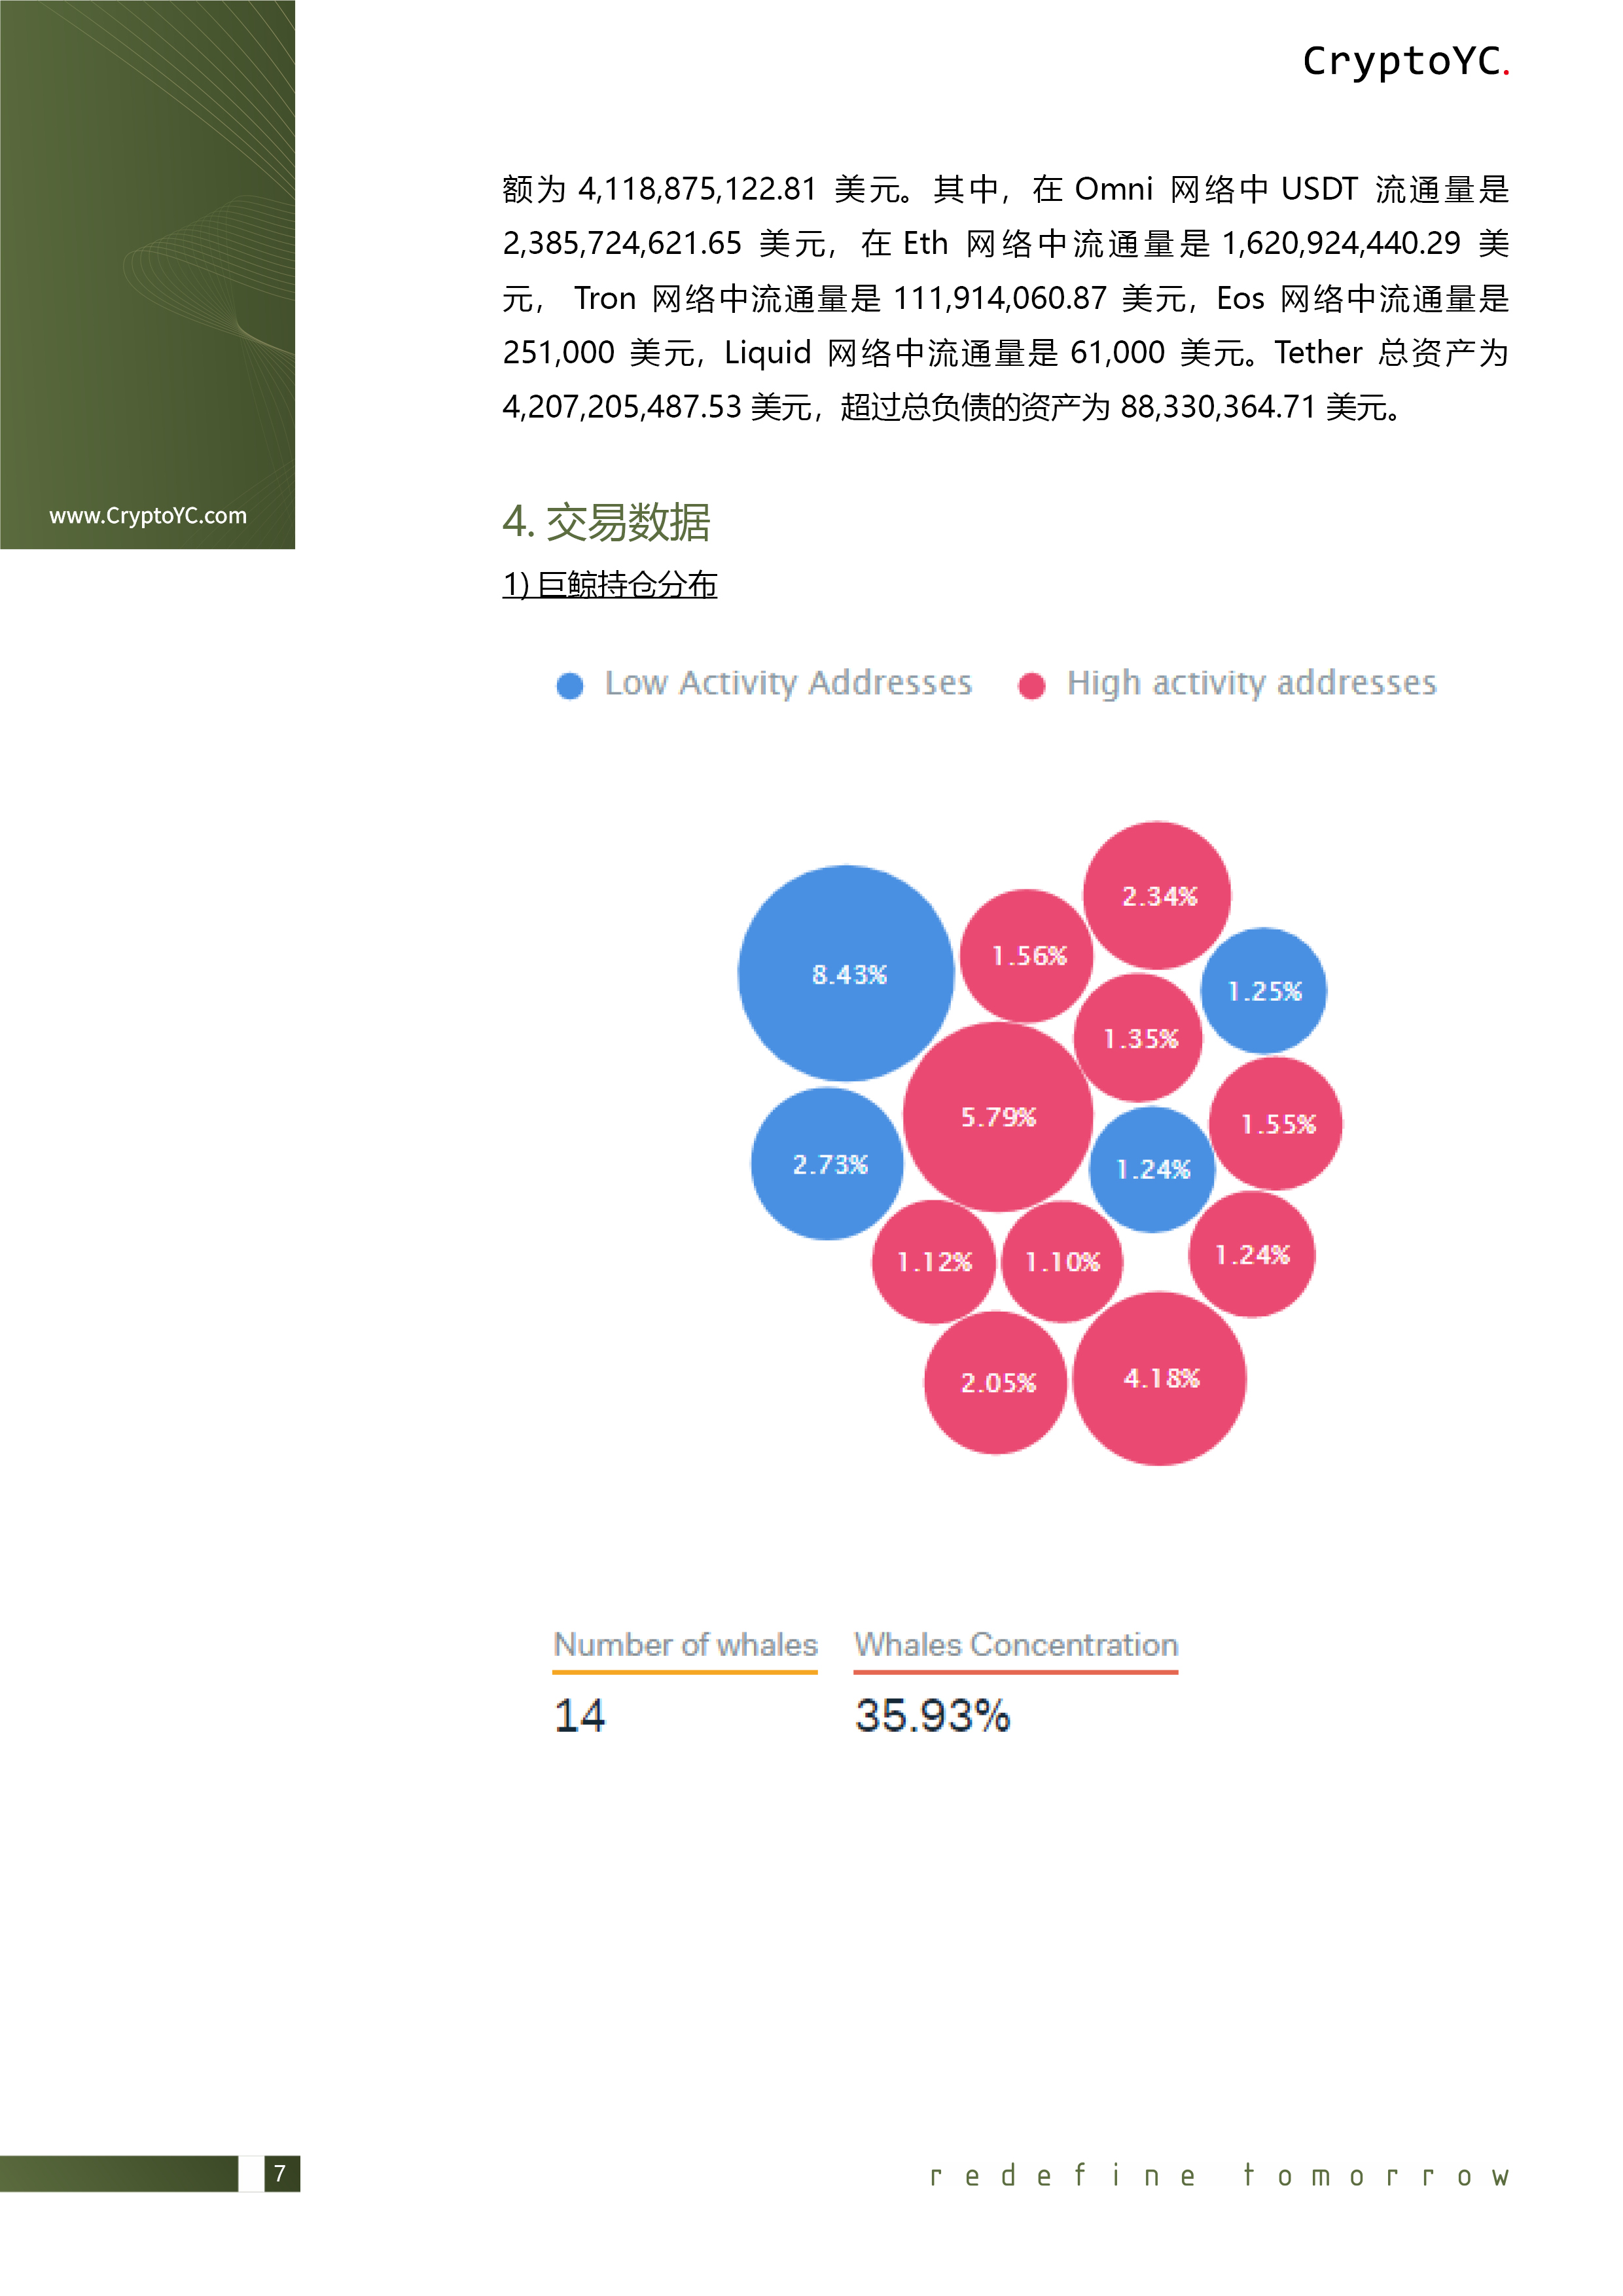 CryptoYC.
额为 4,118,875,122.81 美元。其中，在 Omni 网络中 USDT 流通量是
2,385,724,621.65 美元，在 Eth 网络中流通量是 1,620,924,440.29 美
元， Tron 网络中流通量是 111,914,060.87 美元，Eos 网络中流通量是
251,000 美元，Liquid 网络中流通量是 61,000 美元。Tether 总资产为
4,207,205,487.53 美元，超过总负债的资产为 88,330,364.71 美元。
www.CryptoYC.com
4. 交易数据
1) 巨鲸持仓分布
Low Activity Addresses High activity addresses
2.34%
1.56%
8.43%
1.25%
1.35%
5.79%
1.55%
2.73%
1.24%
1.24%
1.12%
1.10%
4.18%
2.05%
Number of whales Whales Concentration
14 35.93%
7
redefine tomorrow